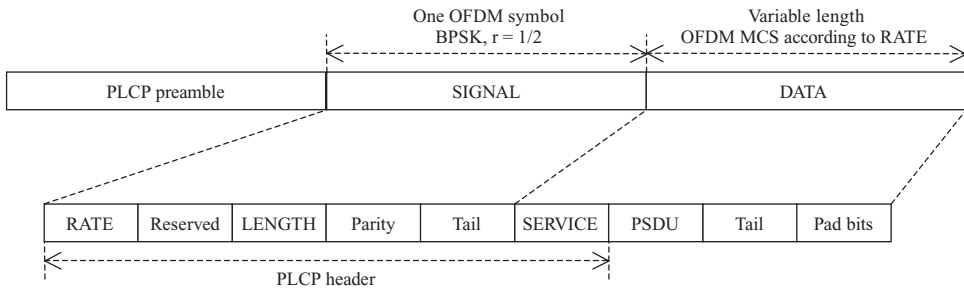 One OFDM symbol
BPSK, r = 1/2
Variable length
OFDM MCS according to RATE
PLCP preamble SIGNAL DATA
RATE Reserved LENGTH Parity Tail SERVICE PSDU Tail Pad bits
PLCP header